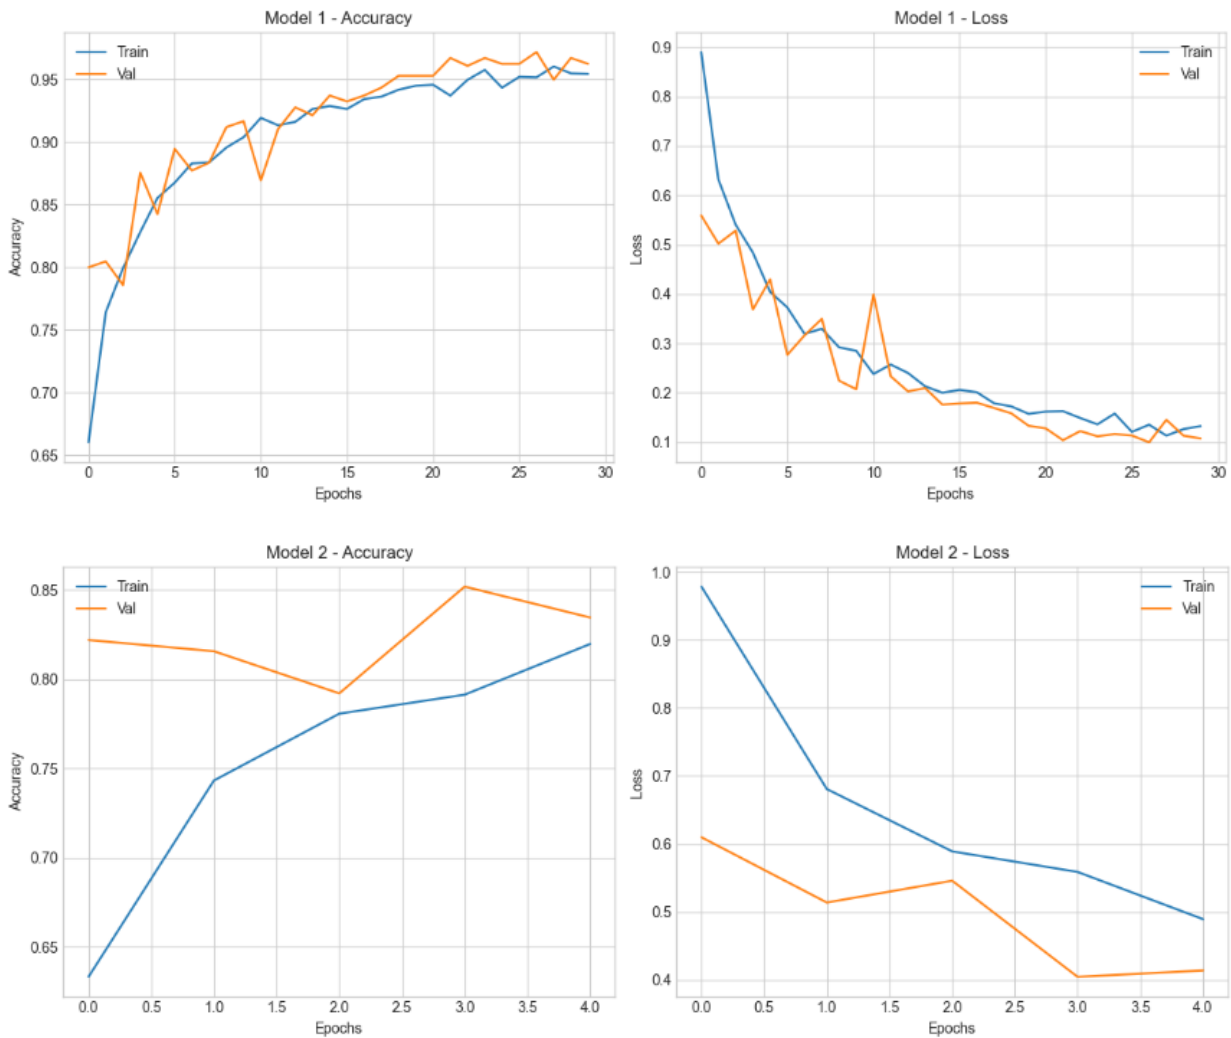 Model 1 - Accuracy
Train
Val
0.95
0.90
0.85
0.80
0.75
0.70
0.65
Accuracy
0 5 10 15 20 25 30
Epochs
Model 1 - Loss
Train
Val
0.9
0.8
0.7
0.6
0.5
0.4
0.3
0.2
0.1
Loss
0 5 10 15 20 25 30
Epochs
Model 2 - Accuracy
Train
Val
0.85
0.80
0.75
0.70
0.65
Accuracy
0.0 0.5 1.0 1.5 2.0 2.5 3.0 3.5 4.0
Epochs
Model 2 - Loss
Train
Val
1.0
0.9
0.8
0.7
0.6
0.5
0.4
Loss
0.0 0.5 1.0 1.5 2.0 2.5 3.0 3.5 4.0
Epochs